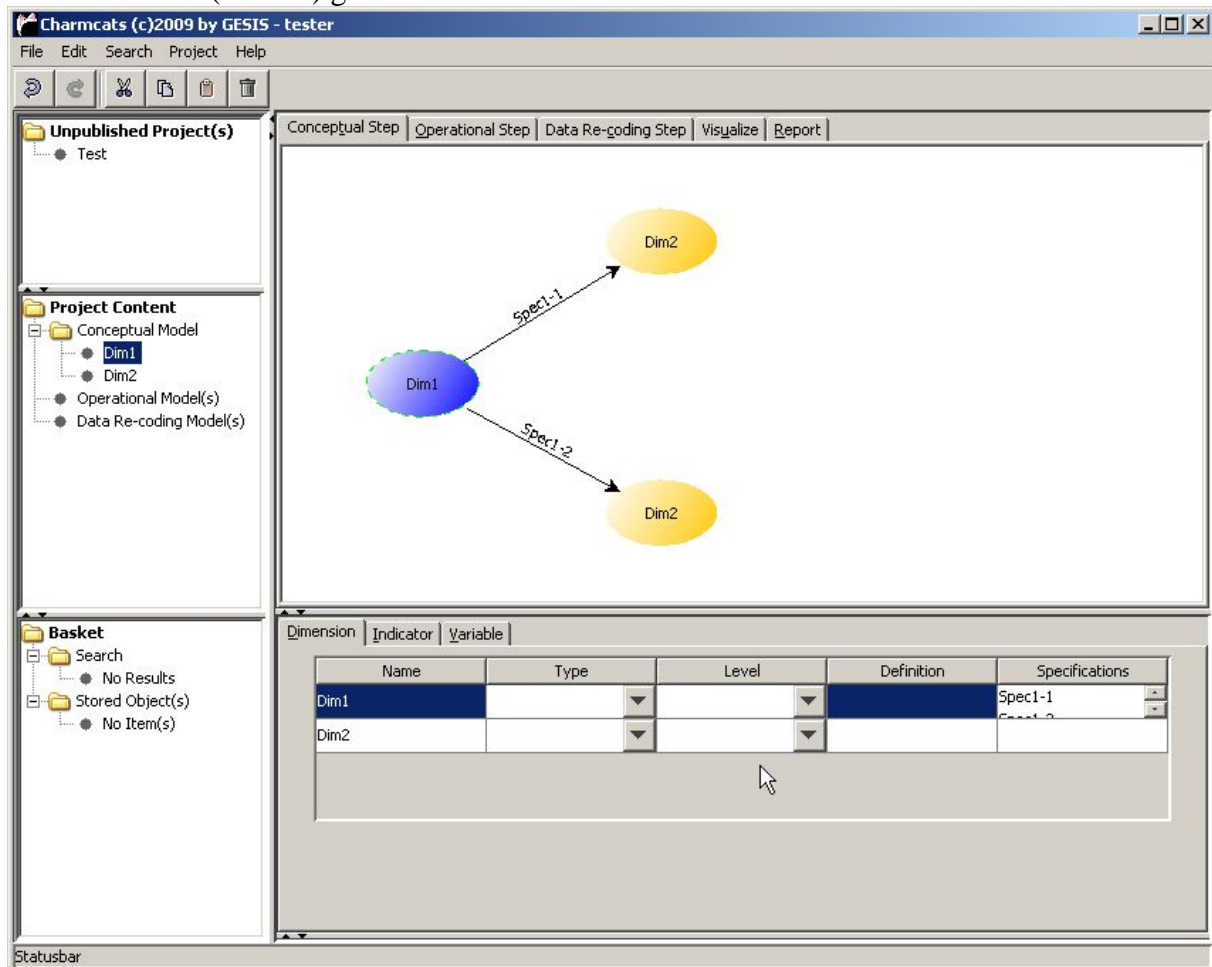 Charmcats (c)2009 by GESIS - tester
File Edit Search Project Help
Unpublished Project(s)
Test
Project Content
Conceptual Model
Dim1
Dim2
Operational Model(s)
Data Re-coding Model(s)
Basket
Search
No Results
Stored Object(s)
No Item(s)
Conceptual Step Operational Step Data Re-coding Step Visualize Report
Dim2
Spec1-1
Dim1
Spec1-2
Dim2
Dimension Indicator Variable
Name Type Level Definition Specifications
Dim1 Spec1-1
Spec1-2
Dim2
Statusbar